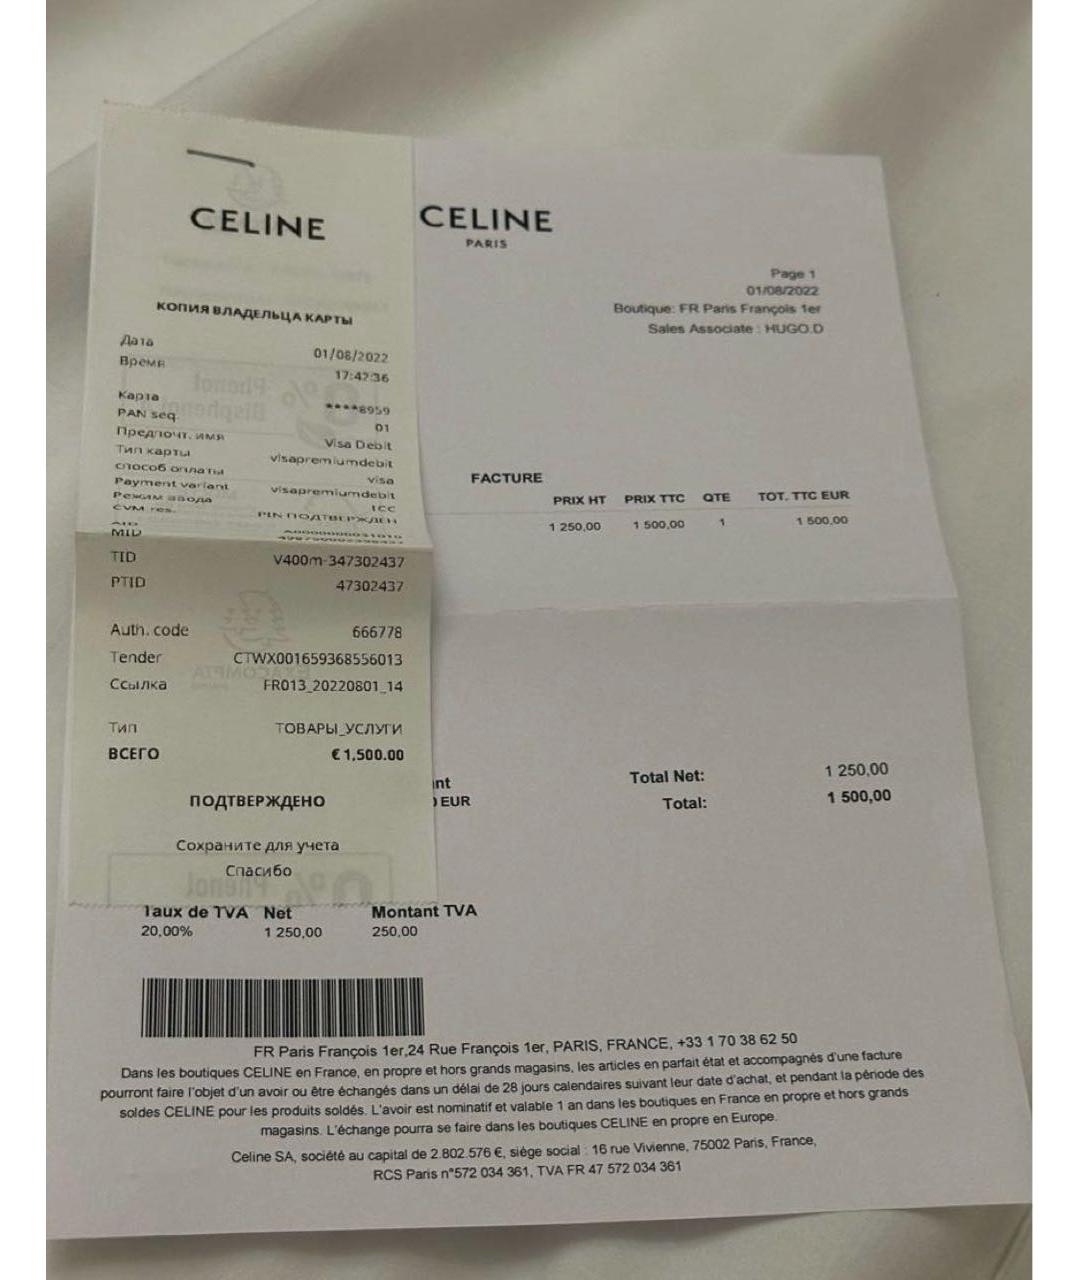 CELINE
КОПИЯ ВЛАДЕЛЬЦА КАРТЫ
Дата 01/08/2022
Время 17:42:36
Карта ****8959
PAN seq. 01
Предпочт. имя Visa Debit
Тип карты visapremiumdebit
способ оплаты visa
Payment variant visapremiumdebit
Режим ввода ICC
CVM res. PIN ПОДТВЕРЖДЕН
AID
MID
TID V400m-347302437
PTID 47302437
Auth. code 666778
Tender CTWX001659368556013
Ссылка FR013_20220801_14
Тип ТОВАРЫ_УСЛУГИ
ВСЕГО € 1,500.00
ПОДТВЕРЖДЕНО
Сохраните для учета
Спасибо
CELINE
PARIS
Page 1
01/08/2022
Boutique: FR Paris François 1er
Sales Associate : HUGO.D
FACTURE
PRIX HT PRIX TTC QTE TOT. TTC EUR
1 250,00 1 500,00 1 1 500,00
nt
EUR
Total Net: 1 250,00
Total: 1 500,00
Taux de TVA Net Montant TVA
20,00% 1 250,00 250,00
FR Paris François 1er,24 Rue François 1er, PARIS, FRANCE, +33 1 70 38 62 50
Dans les boutiques CELINE en France, en propre et hors grands magasins, les articles en parfait état et accompagnés d'une facture
pourront faire l'objet d'un avoir ou être échangés dans un délai de 28 jours calendaires suivant leur date d'achat, et pendant la période des
soldes CELINE pour les produits soldés. L'avoir est nominatif et valable 1 an dans les boutiques en France en propre et hors grands
magasins. L'échange pourra se faire dans les boutiques CELINE en propre en Europe.
Celine SA, société au capital de 2.802.576 €, siège social : 16 rue Vivienne, 75002 Paris, France,
RCS Paris n°572 034 361, TVA FR 47 572 034 361